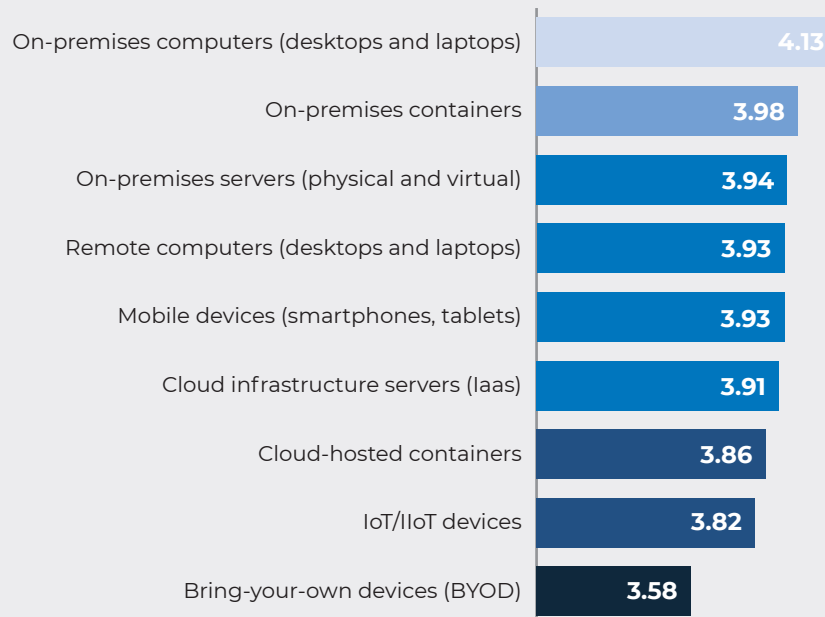 On-premises computers (desktops and laptops) 4.13
On-premises containers 3.98
On-premises servers (physical and virtual) 3.94
Remote computers (desktops and laptops) 3.93
Mobile devices (smartphones, tablets) 3.93
Cloud infrastructure servers (Iaas) 3.91
Cloud-hosted containers 3.86
IoT/IIoT devices 3.82
Bring-your-own devices (BYOD) 3.58